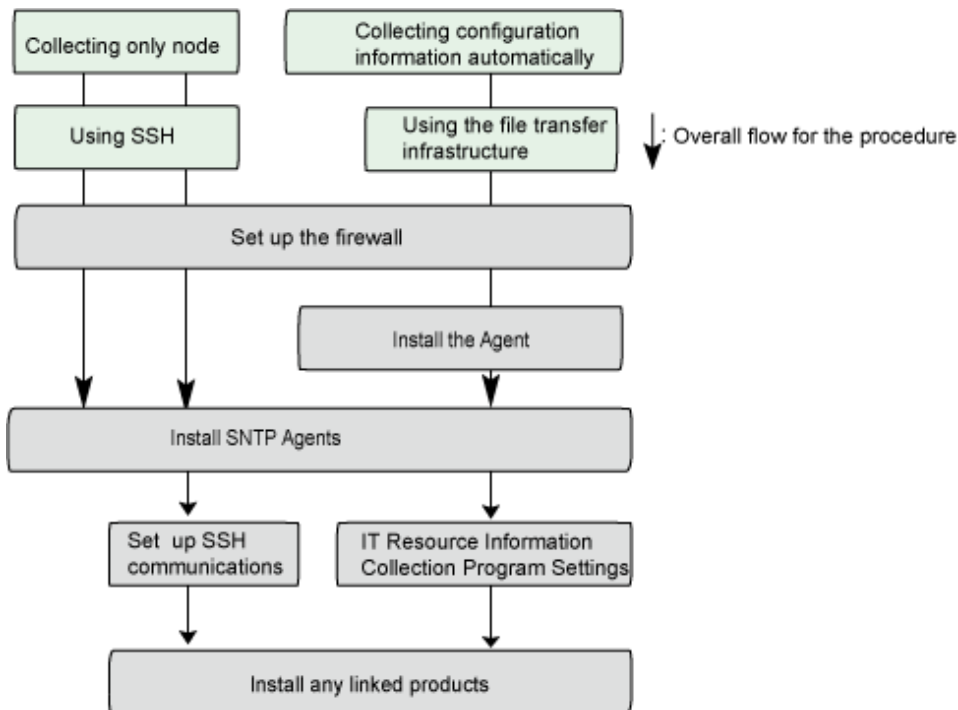 Collecting only node
Collecting configuration
information automatically
Using SSH
Using the file transfer
infrastructure
: Overall flow for the procedure
Set up the firewall
Install the Agent
Install SNTP Agents
Set up SSH
communications
IT Resource Information
Collection Program Settings
Install any linked products